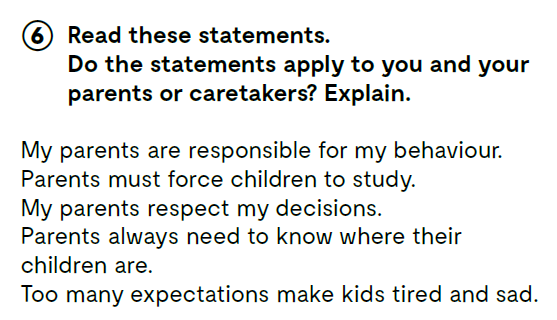 6 Read these statements.
Do the statements apply to you and your
parents or caretakers? Explain.
My parents are responsible for my behaviour.
Parents must force children to study.
My parents respect my decisions.
Parents always need to know where their
children are.
Too many expectations make kids tired and sad.